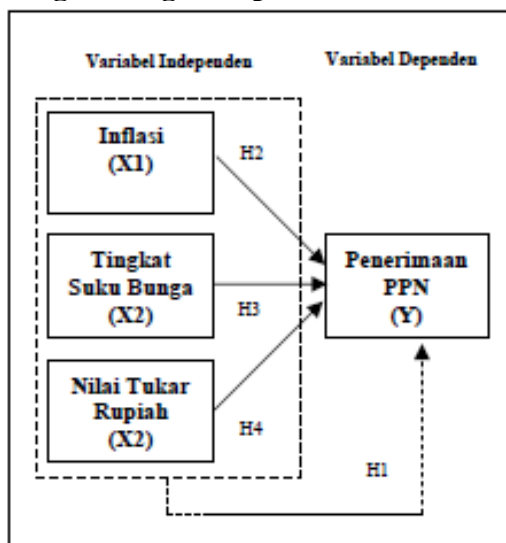 Variabel Independen
Variabel Dependen
Inflasi
(X1)
H2
Tingkat
Suku Bunga
(X2)
H3
Penerimaan
PPN
(Y)
Nilai Tukar
Rupiah
(X2)
H4
H1